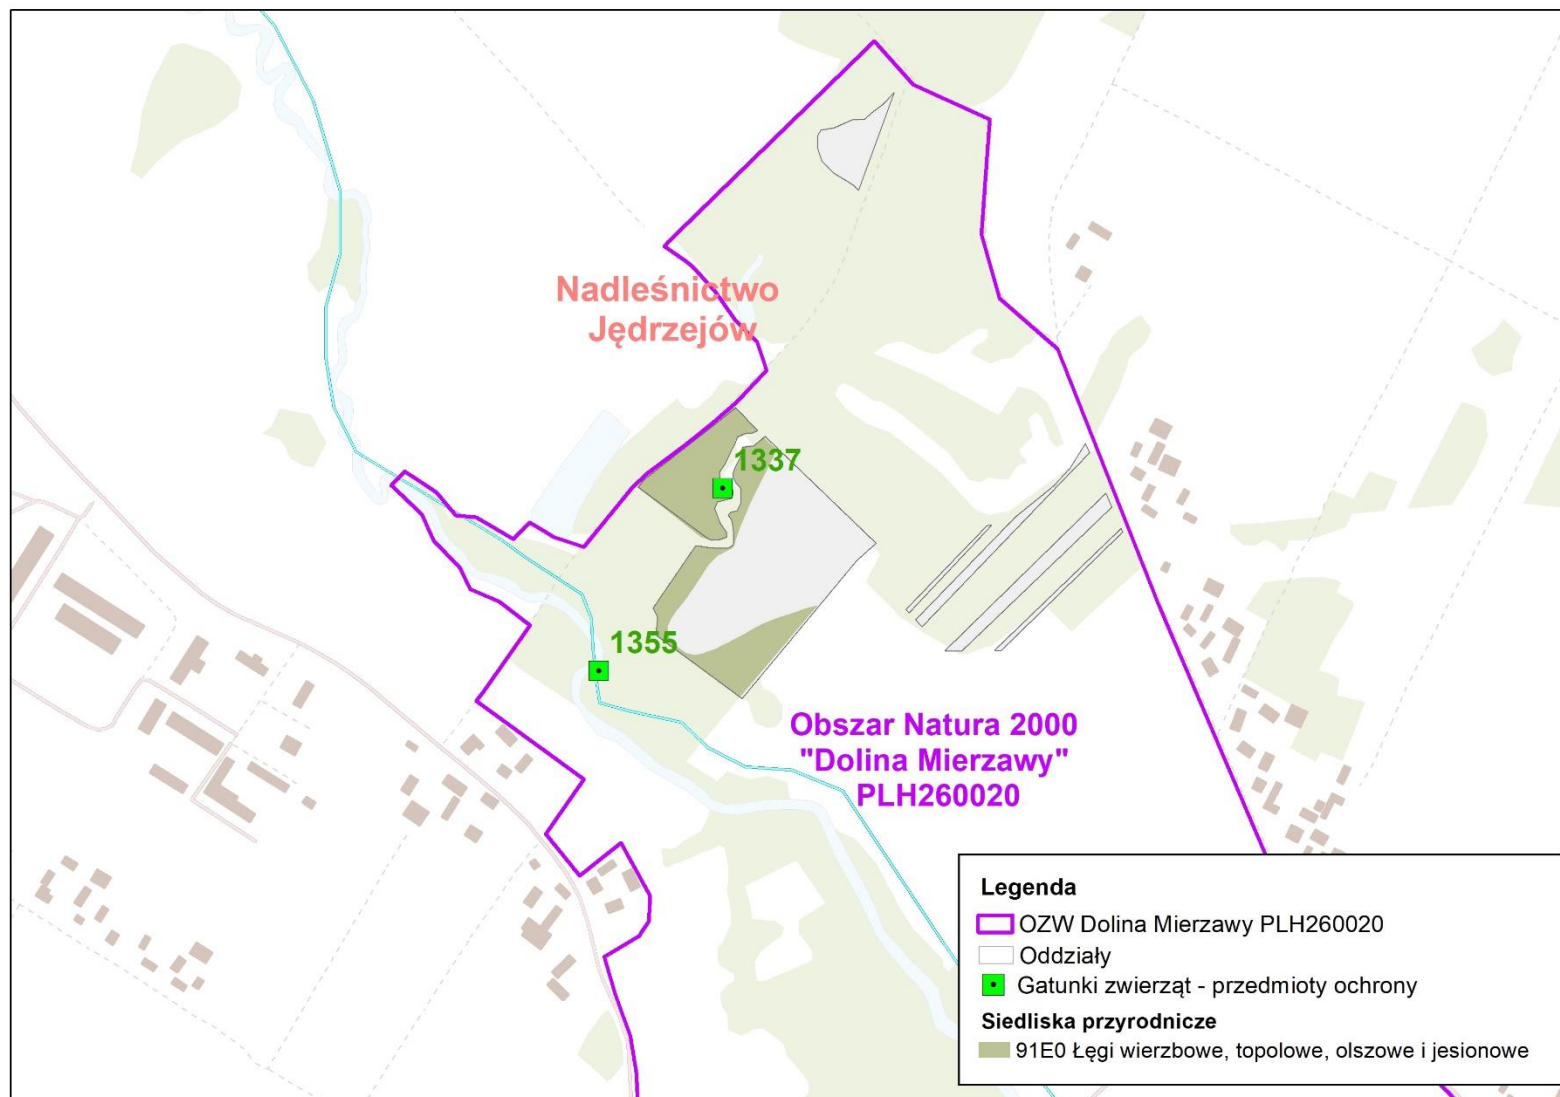 Nadleśnictwo
Jędrzejów
1337
1355
Obszar Natura 2000
"Dolina Mierzawy"
PLH260020
Legenda
OZW Dolina Mierzawy PLH260020
Oddziały
Gatunki zwierząt - przedmioty ochrony
Siedliska przyrodnicze
91E0 Łęgi wierzbowe, topolowe, olszowe i jesionowe